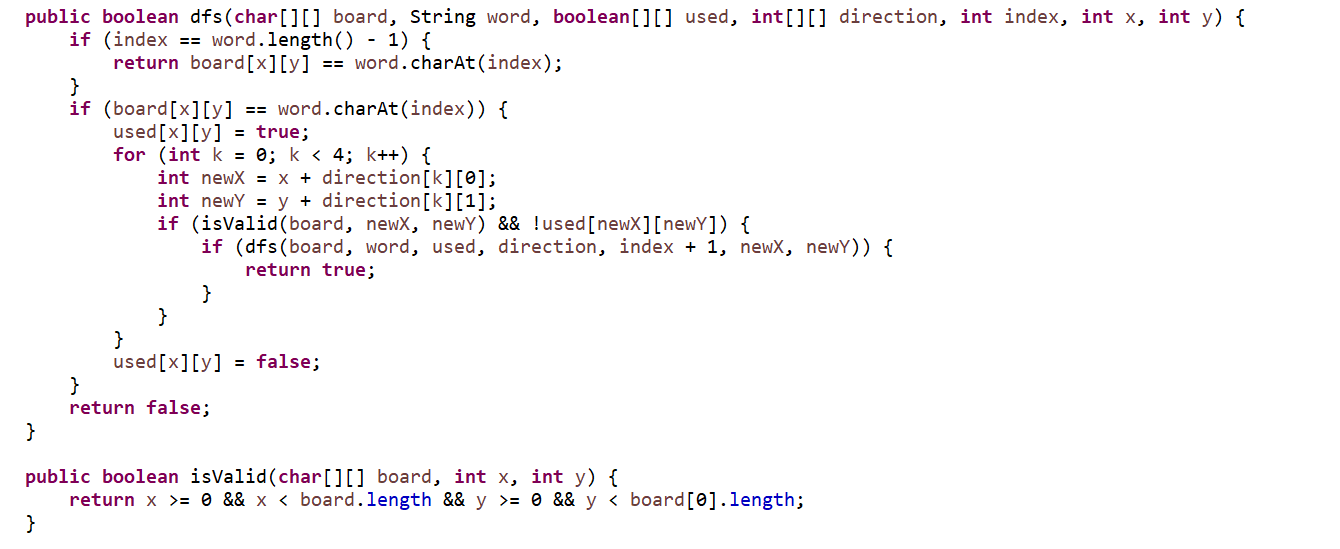 public boolean dfs(char[][] board, String word, boolean[][] used, int[][] direction, int index, int x, int y) {
    if (index == word.length() - 1) {
        return board[x][y] == word.charAt(index);
    }
    if (board[x][y] == word.charAt(index)) {
        used[x][y] = true;
        for (int k = 0; k < 4; k++) {
            int newX = x + direction[k][0];
            int newY = y + direction[k][1];
            if (isValid(board, newX, newY) && !used[newX][newY]) {
                if (dfs(board, word, used, direction, index + 1, newX, newY)) {
                    return true;
                }
            }
        }
        used[x][y] = false;
    }
    return false;
}

public boolean isValid(char[][] board, int x, int y) {
    return x >= 0 && x < board.length && y >= 0 && y < board[0].length;
}